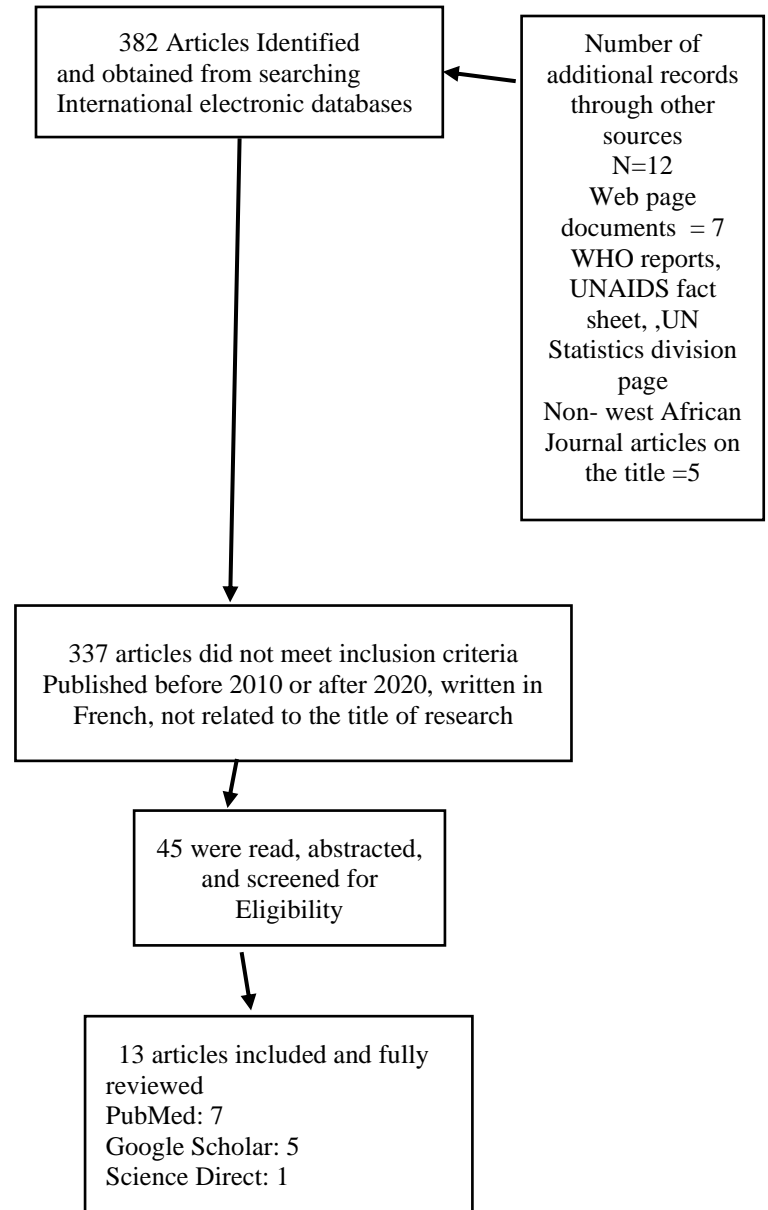 382 Articles Identified
and obtained from searching
International electronic databases
Number of
additional records
through other
sources
N=12
Web page
documents = 7
WHO reports,
UNAIDS fact
sheet, ,UN
Statistics division
page
Non- west African
Journal articles on
the title =5
337 articles did not meet inclusion criteria
Published before 2010 or after 2020, written in
French, not related to the title of research
45 were read, abstracted,
and screened for
Eligibility
13 articles included and fully
reviewed
PubMed: 7
Google Scholar: 5
Science Direct: 1